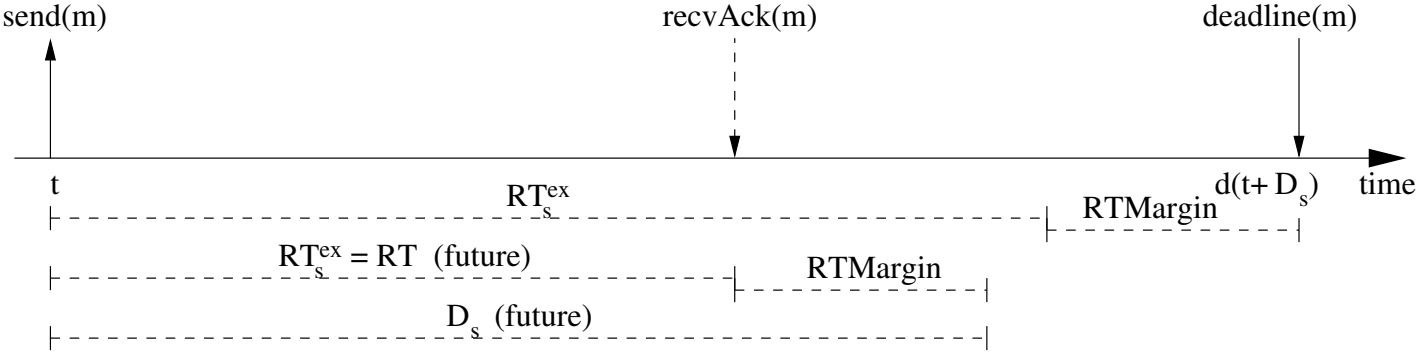 send(m) recvAck(m) deadline(m)
t d(t+ D_s) time
RT_s^ex RTMargin
RT_s^ex = RT (future) RTMargin
D_s (future)